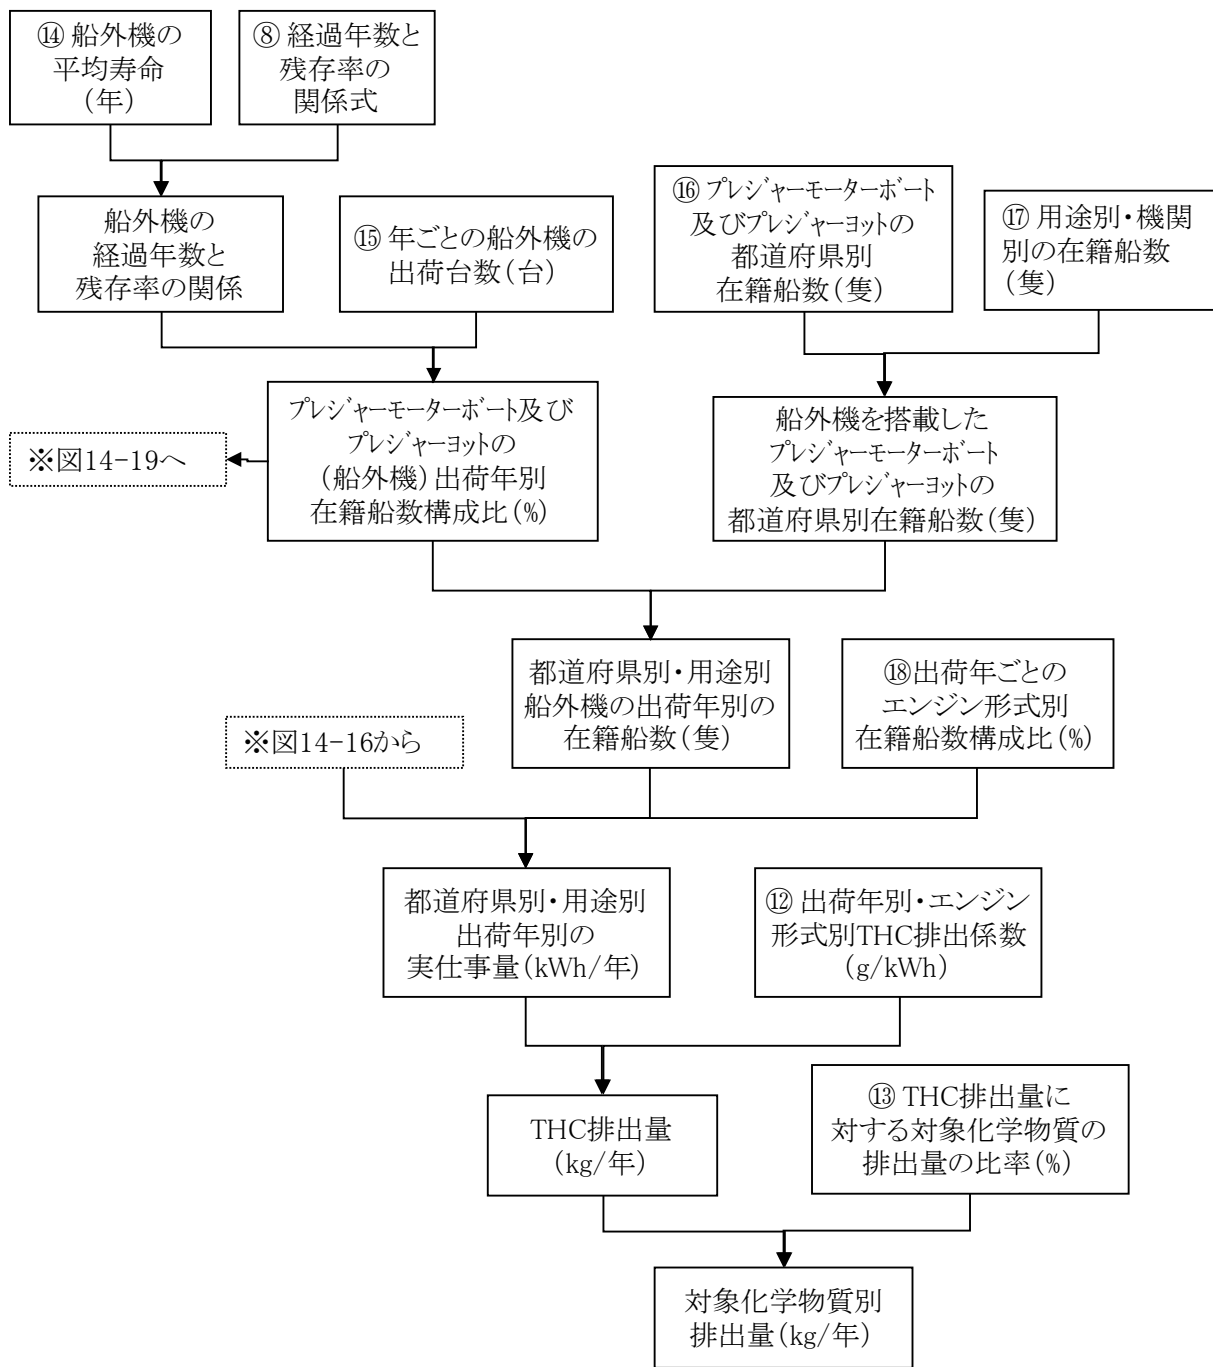 ⑭ 船外機の
平均寿命
（年）
⑧ 経過年数と
残存率の
関係式
船外機の
経過年数と
残存率の関係
⑮ 年ごとの船外機の
出荷台数（台）
⑯ プレジャーモーターボート
及びプレジャーヨットの
都道府県別
在籍船数（隻）
⑰ 用途別・機関
別の在籍船数
（隻）
※図14-19へ
プレジャーモーターボート及び
プレジャーヨットの
（船外機）出荷年別
在籍船数構成比（%）
船外機を搭載した
プレジャーモーターボート
及びプレジャーヨットの
都道府県別在籍船数（隻）
※図14-16から
都道府県別・用途別
船外機の出荷年別の
在籍船数（隻）
⑱出荷年ごとの
エンジン形式別
在籍船数構成比（%）
都道府県別・用途別
出荷年別の
実仕事量（kWh/年）
⑫ 出荷年別・エンジン
形式別THC排出係数
（g/kWh）
THC排出量
（kg/年）
⑬ THC排出量に
対する対象化学物質の
排出量の比率（%）
対象化学物質別
排出量（kg/年）